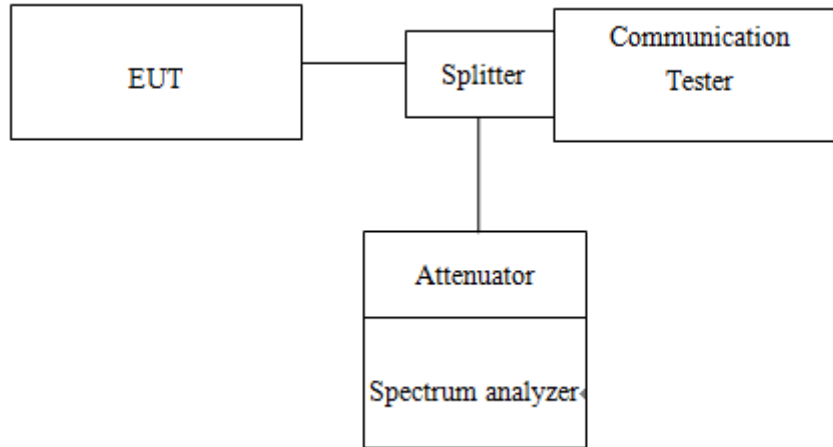 EUT
Splitter
Communication
Tester
Attenuator
Spectrum analyzer